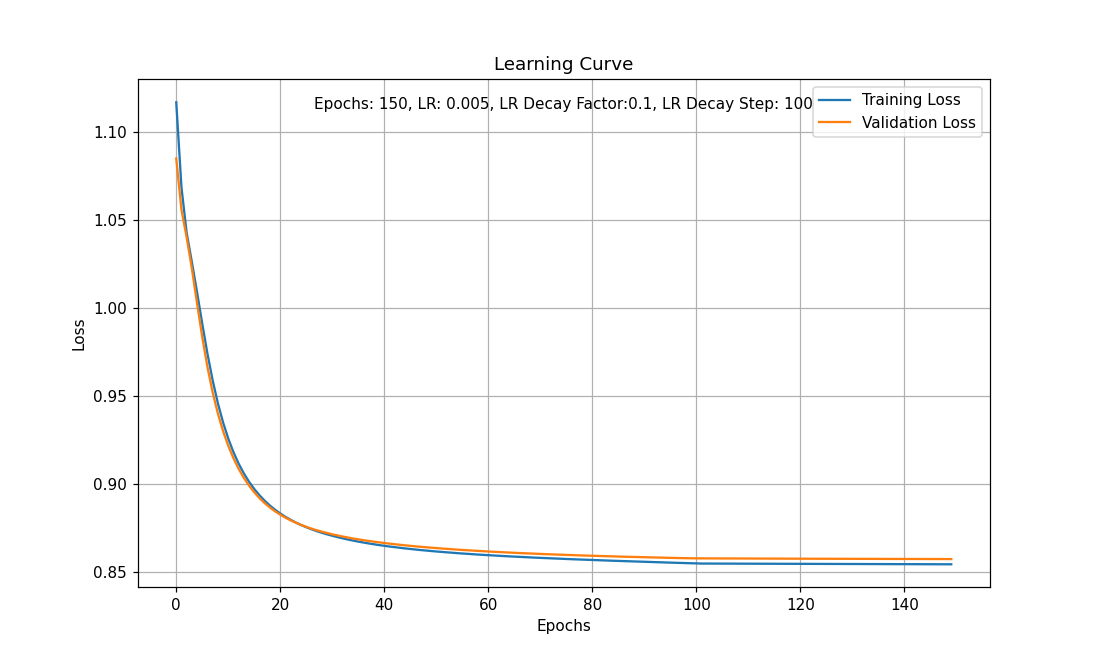 Learning Curve
Epochs: 150, LR: 0.005, LR Decay Factor:0.1, LR Decay Step: 100
Training Loss
Validation Loss
1.10
1.05
1.00
0.95
0.90
0.85
Loss
0 20 40 60 80 100 120 140
Epochs